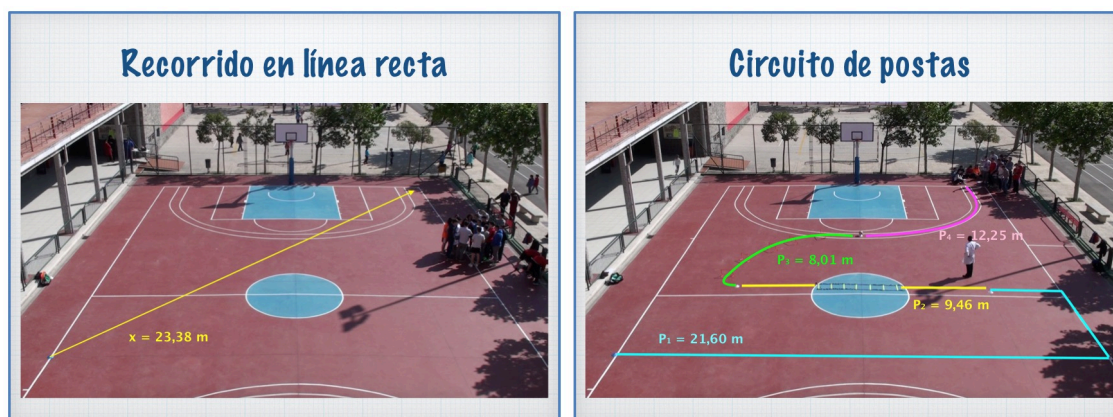 Recorrido en línea recta
x = 23,38 m
Circuito de postas
P₄ = 12,25 m
P₃ = 8,01 m
P₂ = 9,46 m
P₁ = 21,60 m